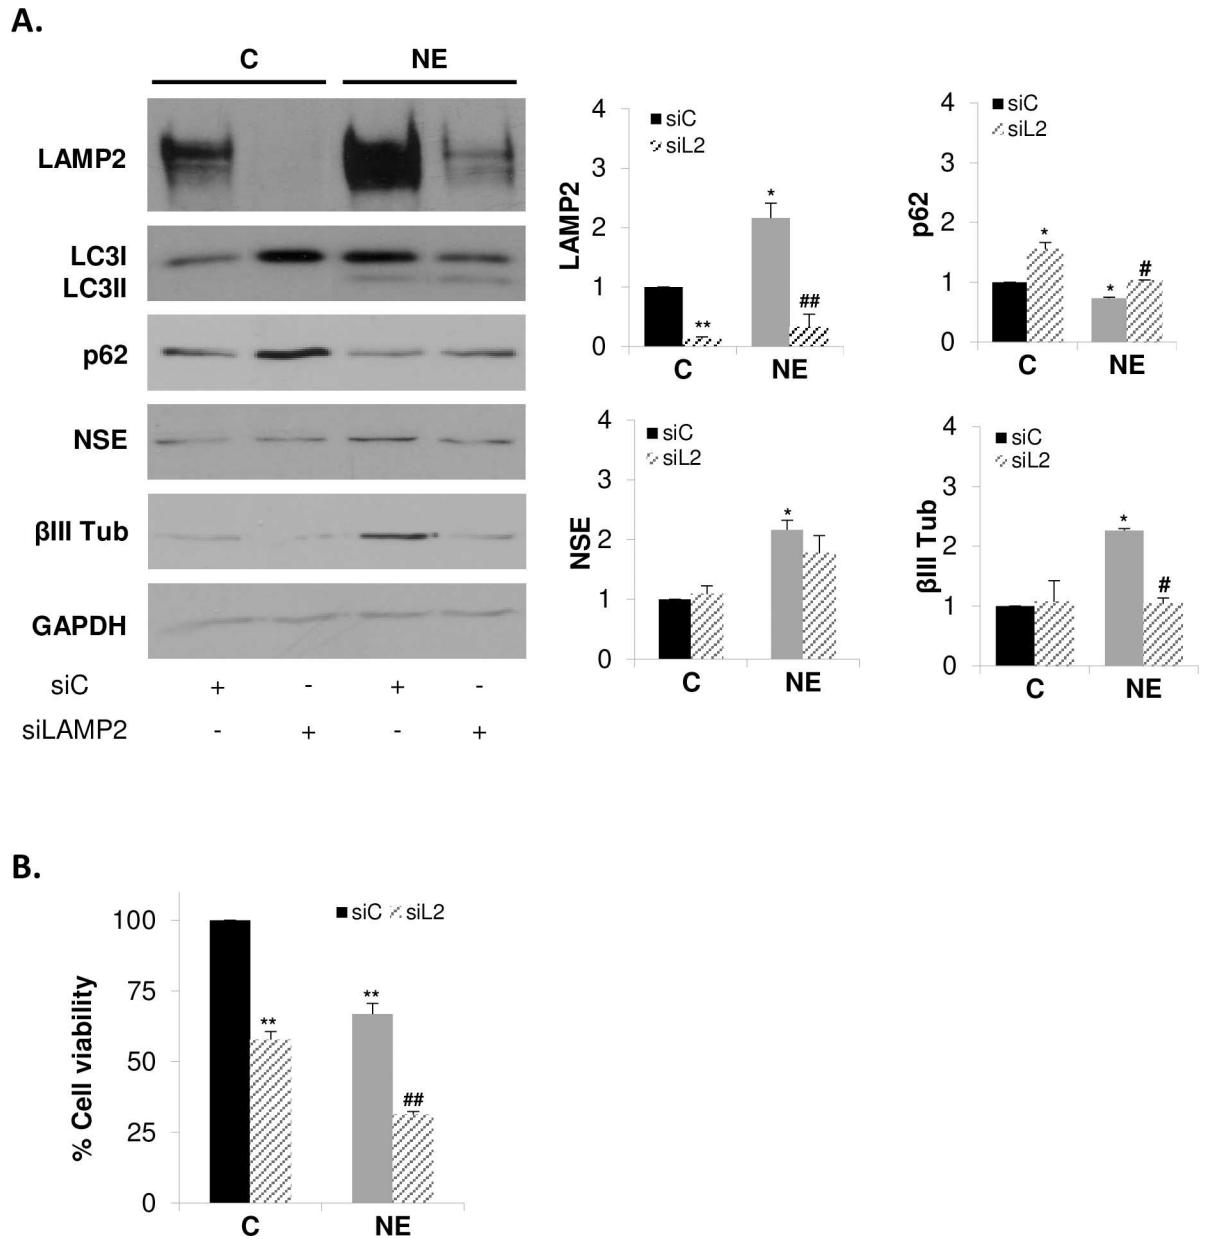 A.
C NE
LAMP2
LC3I
LC3II
p62
NSE
βIII Tub
GAPDH
siC + - + -
siLAMP2 - + - +
LAMP2
4
3
2
1
0
siC
siL2
** * ##
C NE
p62
4
3
2
1
0
siC
siL2
* * #
C NE
NSE
4
3
2
1
0
siC
siL2
*
C NE
βIII Tub
4
3
2
1
0
siC
siL2
* #
C NE
B.
% Cell viability
100
75
50
25
0
siC siL2
** ** ##
C NE